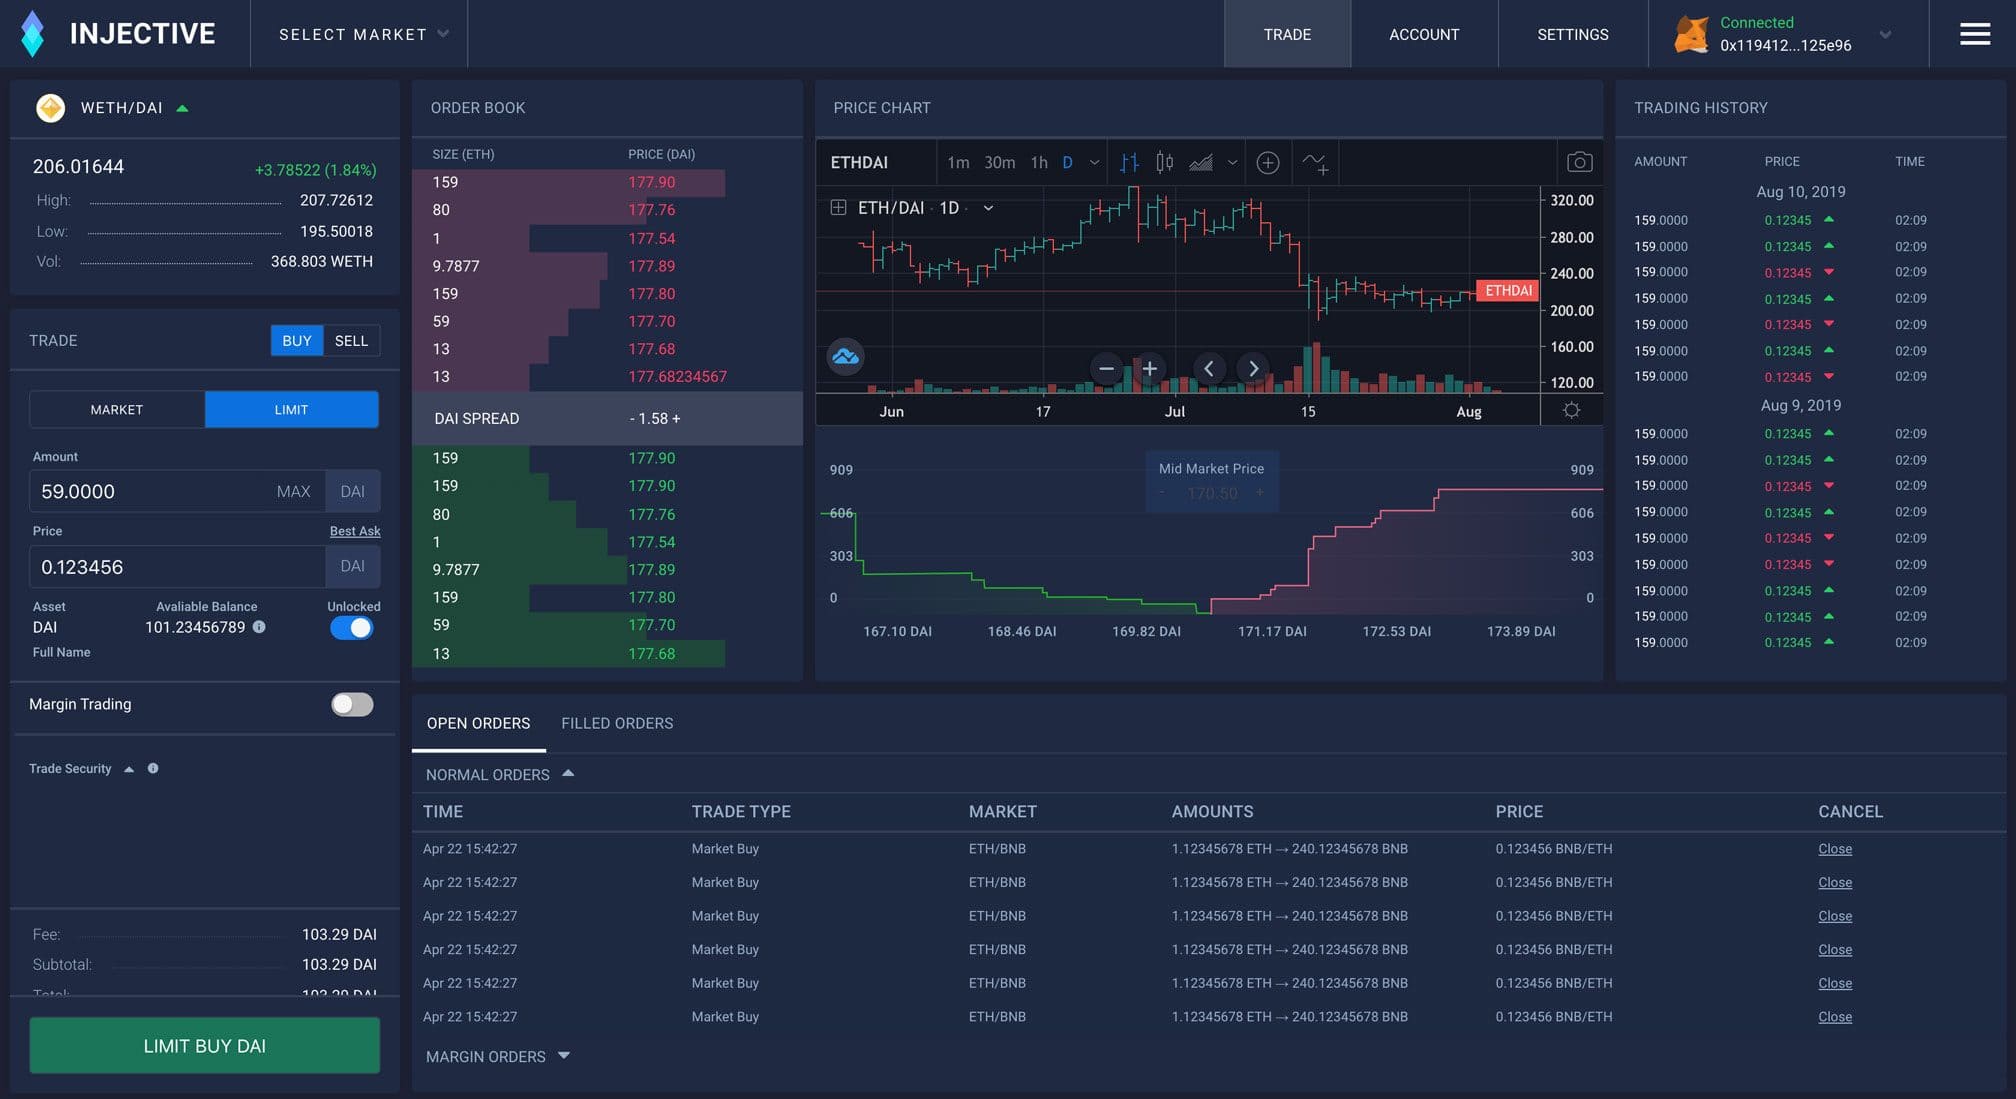 INJECTIVE
SELECT MARKET
TRADE
ACCOUNT
SETTINGS
Connected
0x119412...125e96
WETH/DAI
206.01644
+3.78522 (1.84%)
High: 207.72612
Low: 195.50018
Vol: 368.803 WETH
TRADE
BUY
SELL
MARKET
LIMIT
Amount
59.0000 MAX DAI
Price Best Ask
0.123456 DAI
Asset Avaliable Balance Unlocked
DAI 101.23456789
Full Name
Margin Trading
Trade Security
Fee: 103.29 DAI
Subtotal: 103.29 DAI
Total: 103.29 DAI
LIMIT BUY DAI
ORDER BOOK
SIZE (ETH) PRICE (DAI)
159 177.90
80 177.76
1 177.54
9.7877 177.89
159 177.80
59 177.70
13 177.68
13 177.68234567
DAI SPREAD - 1.58 +
159 177.90
159 177.90
80 177.76
1 177.54
9.7877 177.89
159 177.80
59 177.70
13 177.68
PRICE CHART
ETHDAI 1m 30m 1h D
ETH/DAI · 1D ·
320.00
280.00
240.00
ETHDAI
200.00
160.00
120.00
Jun 17 Jul 15 Aug
Mid Market Price
- 170.50 +
909 909
606 606
303 303
0 0
167.10 DAI 168.46 DAI 169.82 DAI 171.17 DAI 172.53 DAI 173.89 DAI
TRADING HISTORY
AMOUNT PRICE TIME
Aug 10, 2019
159.0000 0.12345 02:09
159.0000 0.12345 02:09
159.0000 0.12345 02:09
159.0000 0.12345 02:09
159.0000 0.12345 02:09
159.0000 0.12345 02:09
159.0000 0.12345 02:09
Aug 9, 2019
159.0000 0.12345 02:09
159.0000 0.12345 02:09
159.0000 0.12345 02:09
159.0000 0.12345 02:09
159.0000 0.12345 02:09
159.0000 0.12345 02:09
159.0000 0.12345 02:09
159.0000 0.12345 02:09
159.0000 0.12345 02:09
OPEN ORDERS FILLED ORDERS
NORMAL ORDERS
TIME TRADE TYPE MARKET AMOUNTS PRICE CANCEL
Apr 22 15:42:27 Market Buy ETH/BNB 1.12345678 ETH → 240.12345678 BNB 0.123456 BNB/ETH Close
Apr 22 15:42:27 Market Buy ETH/BNB 1.12345678 ETH → 240.12345678 BNB 0.123456 BNB/ETH Close
Apr 22 15:42:27 Market Buy ETH/BNB 1.12345678 ETH → 240.12345678 BNB 0.123456 BNB/ETH Close
Apr 22 15:42:27 Market Buy ETH/BNB 1.12345678 ETH → 240.12345678 BNB 0.123456 BNB/ETH Close
Apr 22 15:42:27 Market Buy ETH/BNB 1.12345678 ETH → 240.12345678 BNB 0.123456 BNB/ETH Close
Apr 22 15:42:27 Market Buy ETH/BNB 1.12345678 ETH → 240.12345678 BNB 0.123456 BNB/ETH Close
MARGIN ORDERS